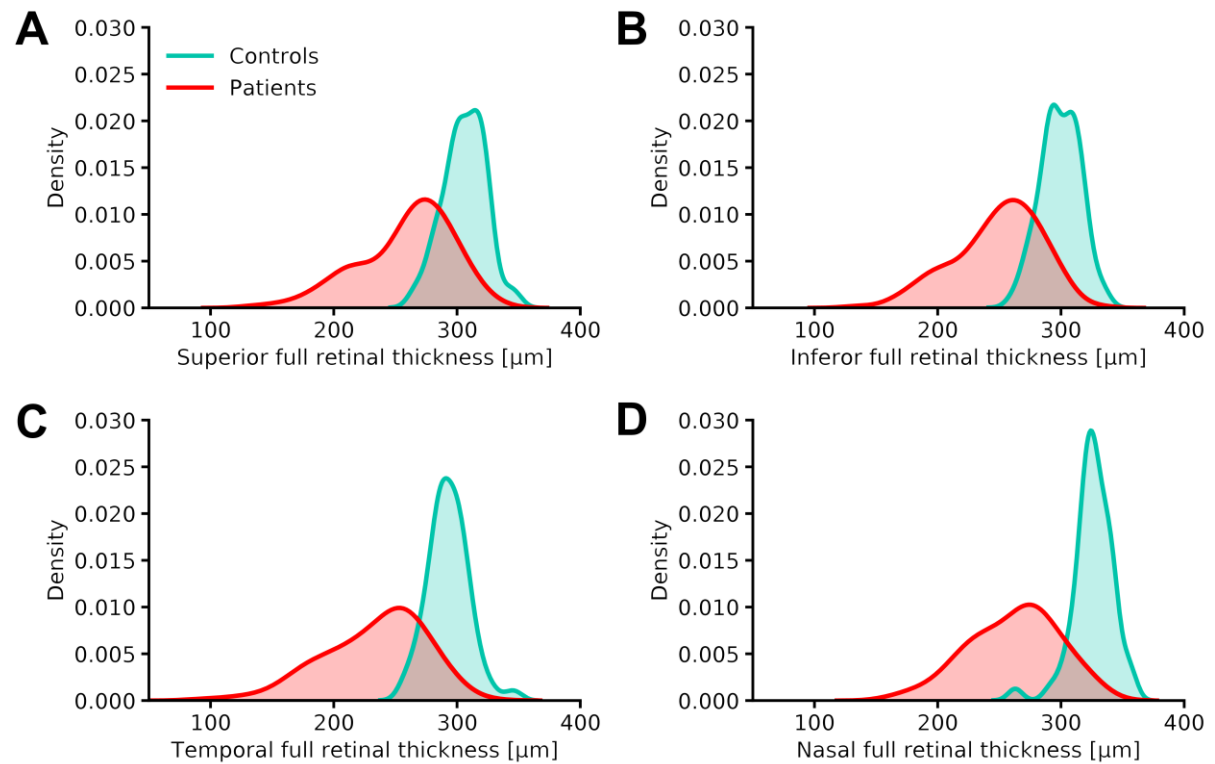 A
0.030
0.025
0.020
0.015
0.010
0.005
0.000
Density
Controls
Patients
100 200 300 400
Superior full retinal thickness [µm]
B
0.030
0.025
0.020
0.015
0.010
0.005
0.000
Density
100 200 300 400
Inferor full retinal thickness [µm]
C
0.030
0.025
0.020
0.015
0.010
0.005
0.000
Density
100 200 300 400
Temporal full retinal thickness [µm]
D
0.030
0.025
0.020
0.015
0.010
0.005
0.000
Density
100 200 300 400
Nasal full retinal thickness [µm]